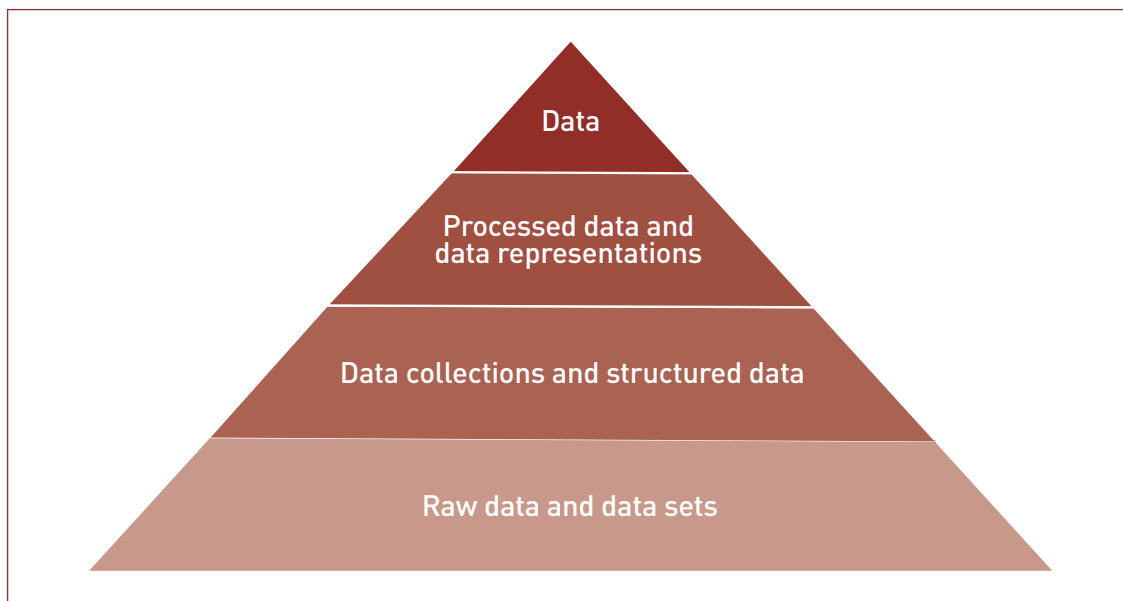 Data
Processed data and
data representations
Data collections and structured data
Raw data and data sets